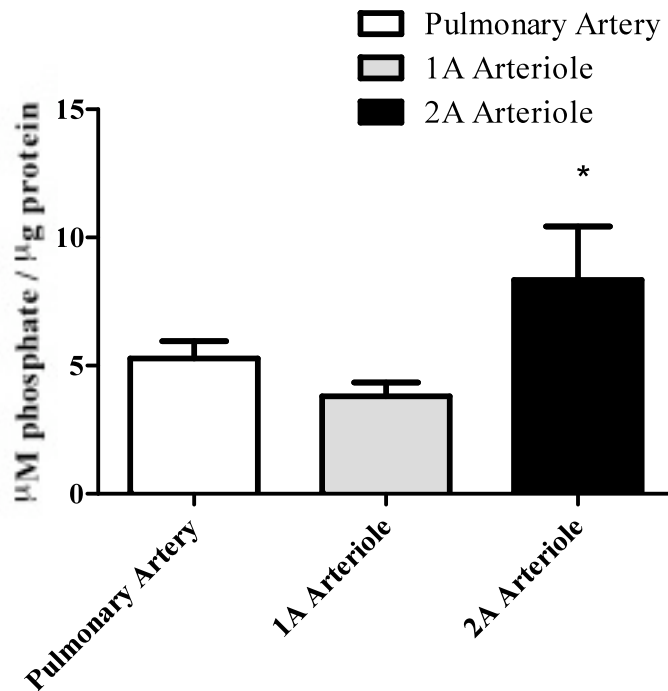 Pulmonary Artery
1A Arteriole
2A Arteriole
µM phosphate / µg protein
15
10
5
0
*
Pulmonary Artery
1A Arteriole
2A Arteriole